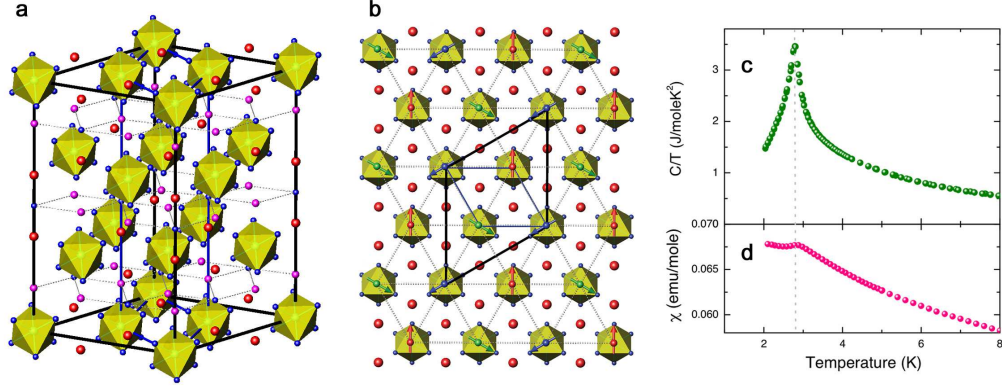 a
b
c
3
2
1
C/T (J/moleK²)
0.070
d
0.065
0.060
χ (emu/mole)
2
4
6
8
Temperature (K)